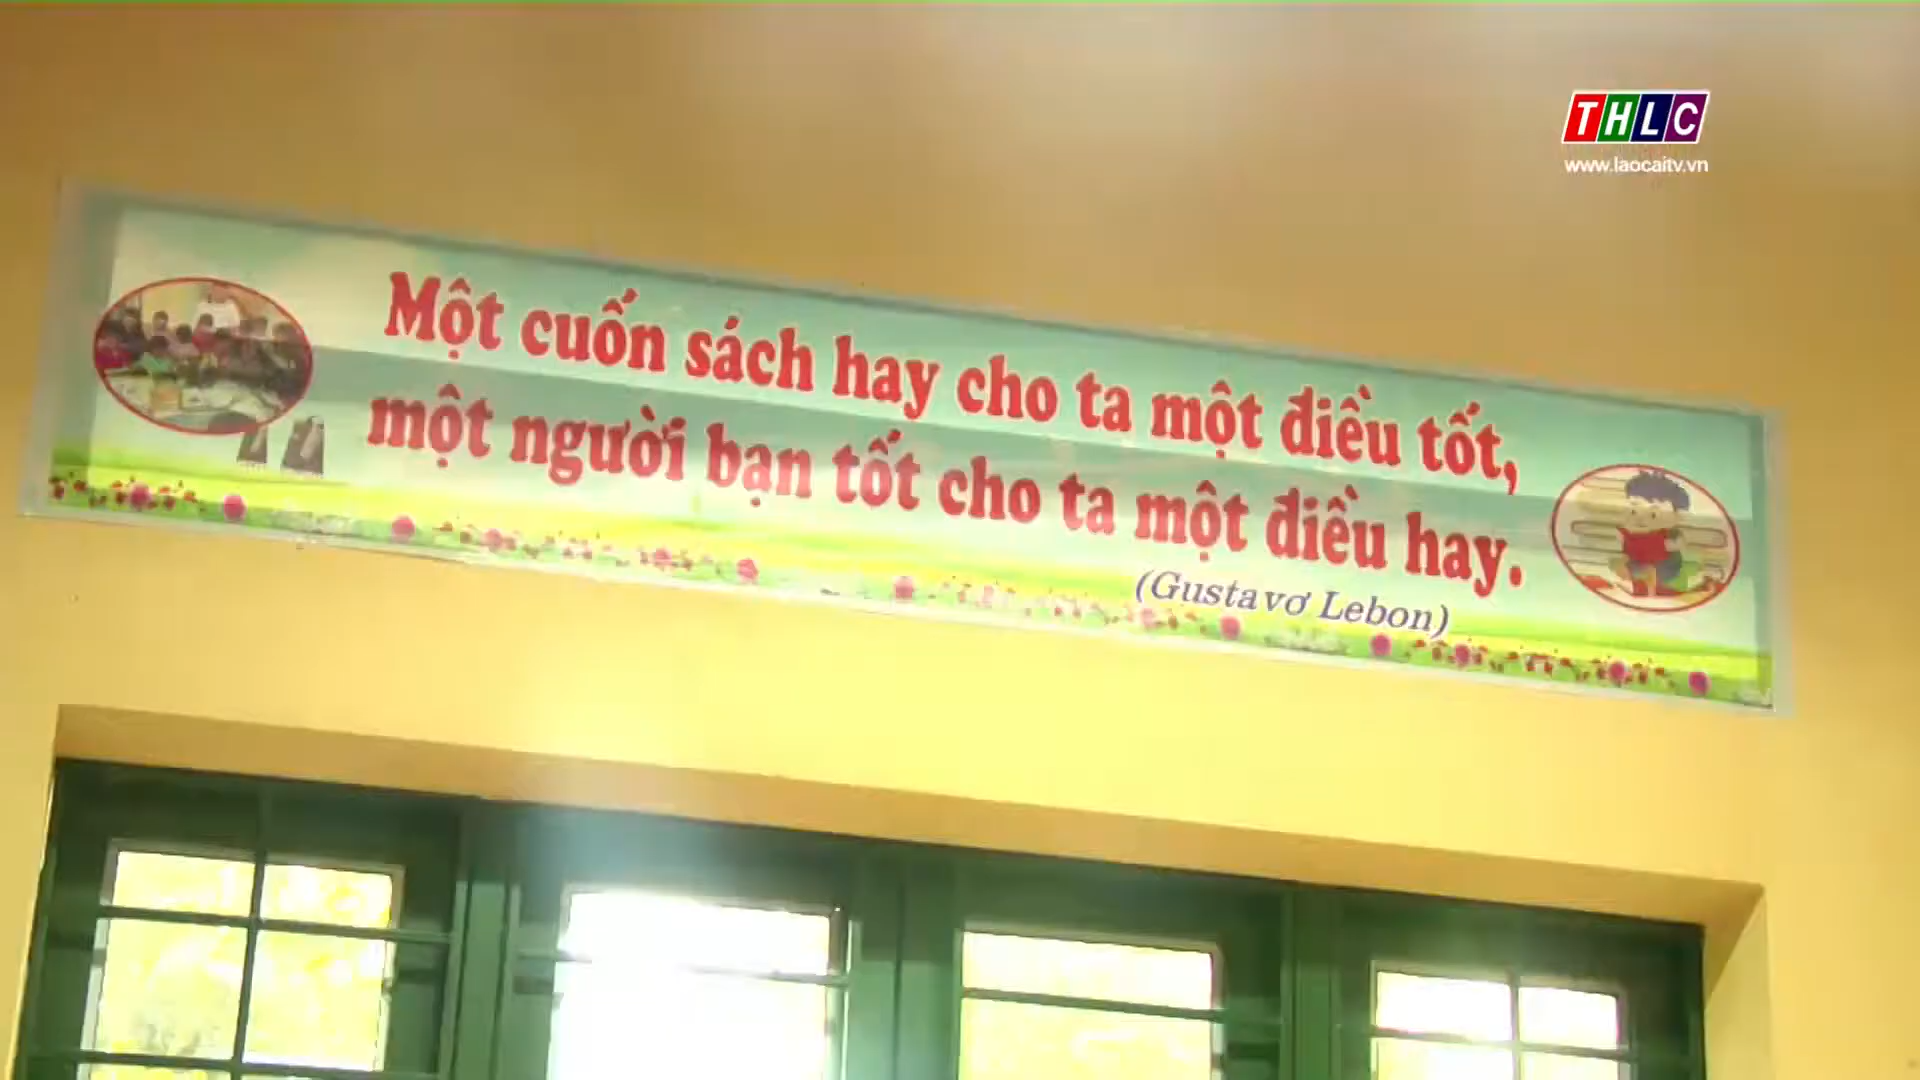 THLC
www.laocaitv.vn
Một cuốn sách hay cho ta một điều tốt,
một người bạn tốt cho ta một điều hay.
(Gustavơ Lebon)